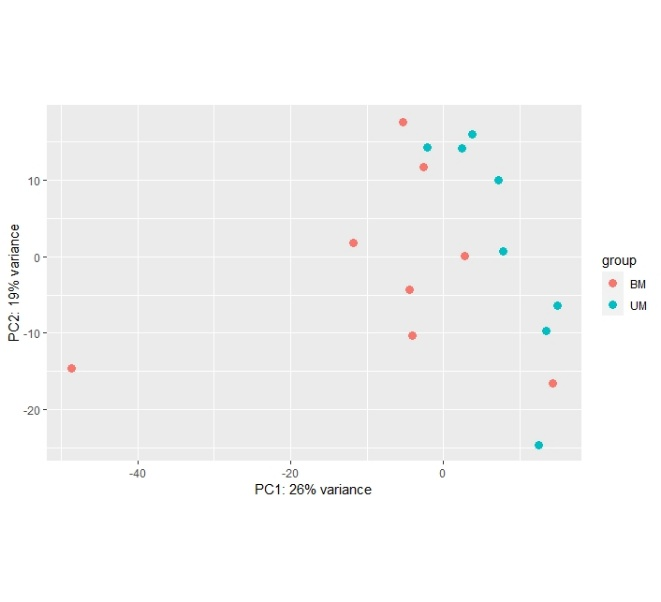 10
0
-10
-20
PC2: 19% variance
-40
-20
0
PC1: 26% variance
group
BM
UM